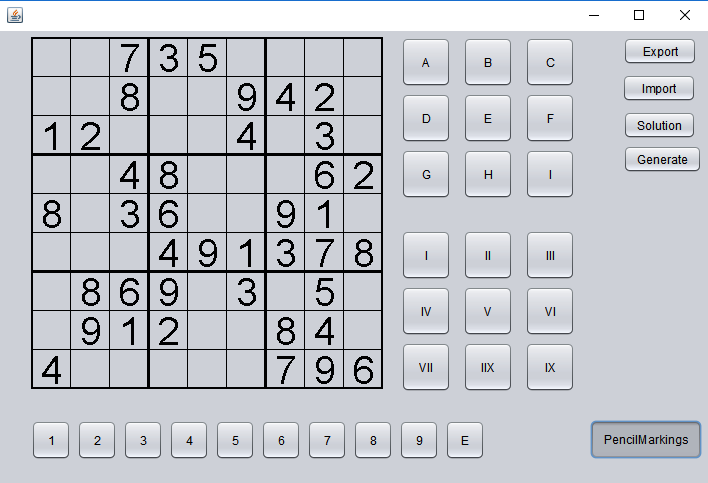 7 3 5
8 9 4 2
1 2 4 3
4 8 6 2
8 3 6 9 1
4 9 1 3 7 8
8 6 9 3 5
9 1 2 8 4
4 7 9 6
A B C
D E F
G H I
I II III
IV V VI
VII IIX IX
Export
Import
Solution
Generate
1 2 3 4 5 6 7 8 9 E
PencilMarkings